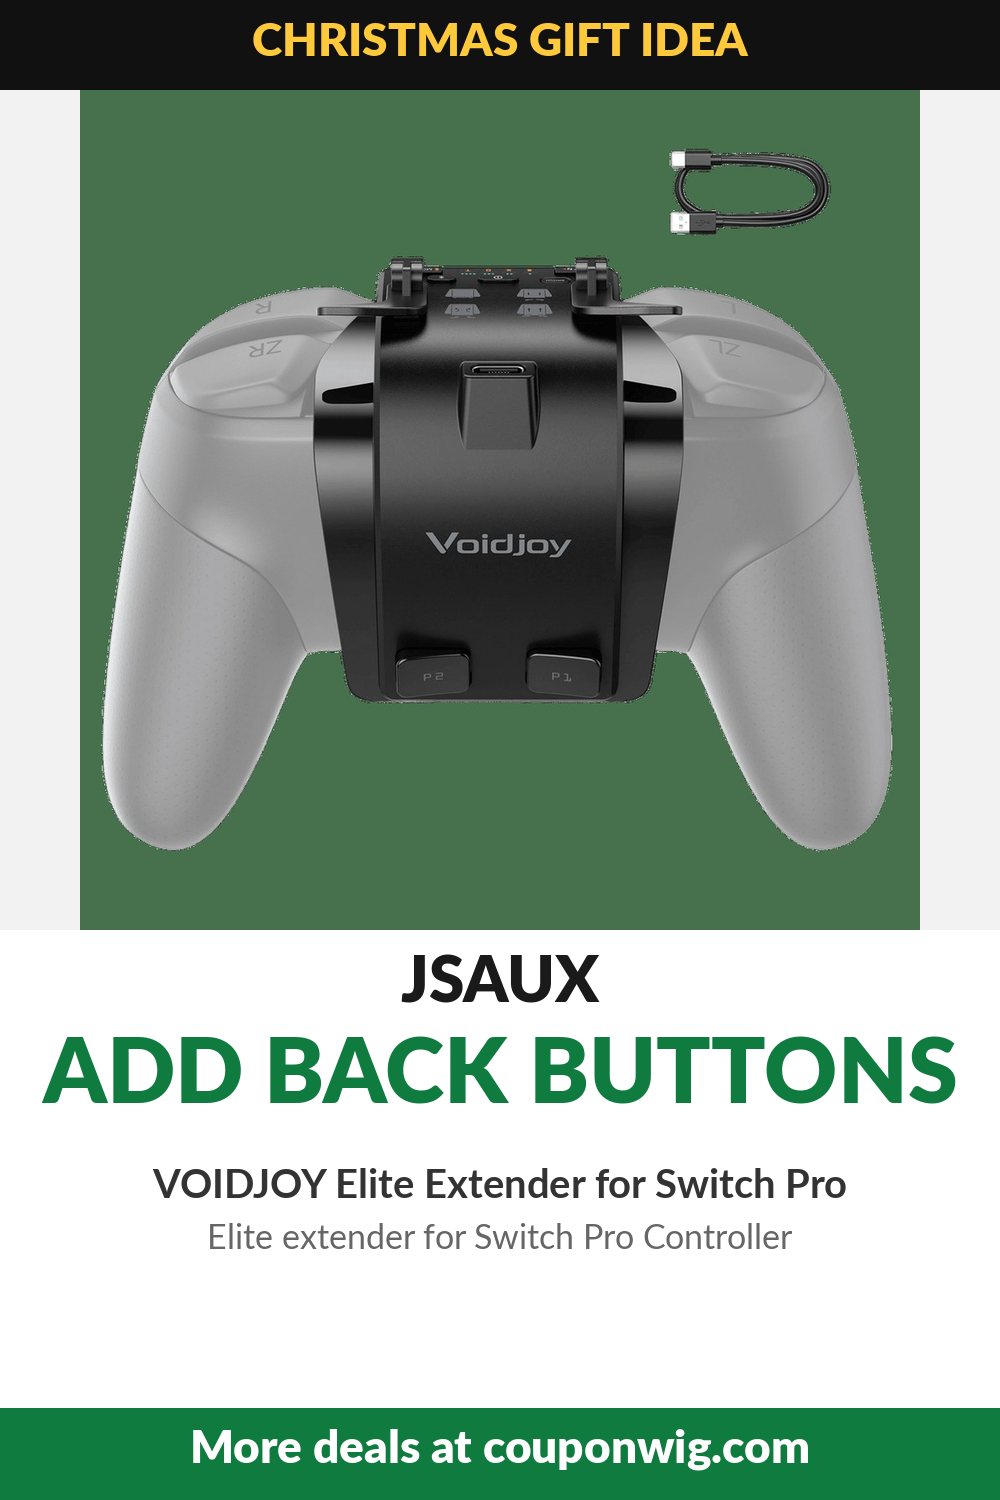 CHRISTMAS GIFT IDEA
R
L
ZR
ZL
Voidjoy
P2
P1
JSAUX
ADD BACK BUTTONS
VOIDJOY Elite Extender for Switch Pro
Elite extender for Switch Pro Controller
More deals at couponwig.com